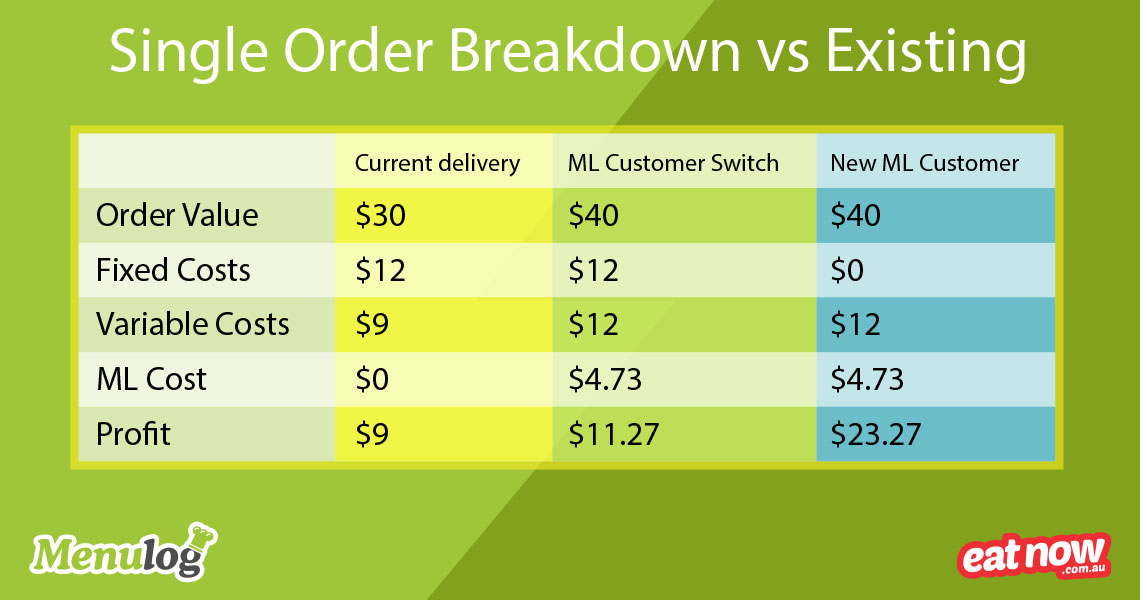 Single Order Breakdown vs Existing
Current delivery ML Customer Switch New ML Customer
Order Value $30 $40 $40
Fixed Costs $12 $12 $0
Variable Costs $9 $12 $12
ML Cost $0 $4.73 $4.73
Profit $9 $11.27 $23.27
Menulog
eat now
.com.au